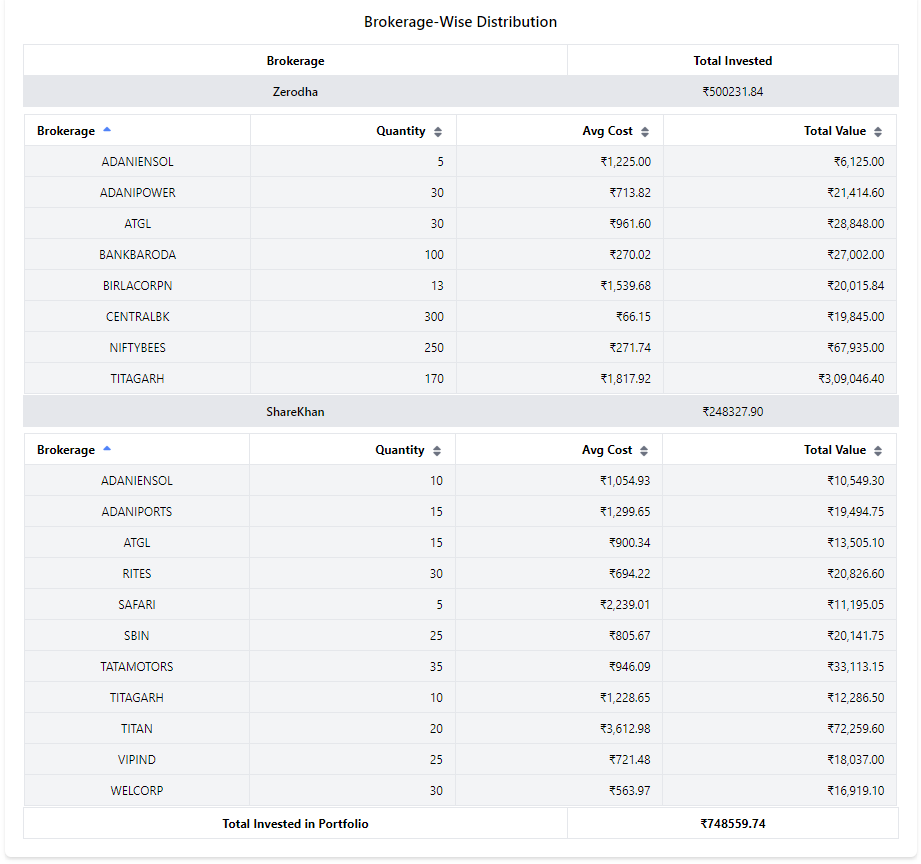 Brokerage-Wise Distribution
Brokerage Total Invested
Zerodha ₹500231.84
Brokerage Quantity Avg Cost Total Value
ADANIENSOL 5 ₹1,225.00 ₹6,125.00
ADANIPOWER 30 ₹713.82 ₹21,414.60
ATGL 30 ₹961.60 ₹28,848.00
BANKBARODA 100 ₹270.02 ₹27,002.00
BIRLACORPN 13 ₹1,539.68 ₹20,015.84
CENTRALBK 300 ₹66.15 ₹19,845.00
NIFTYBEES 250 ₹271.74 ₹67,935.00
TITAGARH 170 ₹1,817.92 ₹3,09,046.40
ShareKhan ₹248327.90
Brokerage Quantity Avg Cost Total Value
ADANIENSOL 10 ₹1,054.93 ₹10,549.30
ADANIPORTS 15 ₹1,299.65 ₹19,494.75
ATGL 15 ₹900.34 ₹13,505.10
RITES 30 ₹694.22 ₹20,826.60
SAFARI 5 ₹2,239.01 ₹11,195.05
SBIN 25 ₹805.67 ₹20,141.75
TATAMOTORS 35 ₹946.09 ₹33,113.15
TITAGARH 10 ₹1,228.65 ₹12,286.50
TITAN 20 ₹3,612.98 ₹72,259.60
VIPIND 25 ₹721.48 ₹18,037.00
WELCORP 30 ₹563.97 ₹16,919.10
Total Invested in Portfolio ₹748559.74